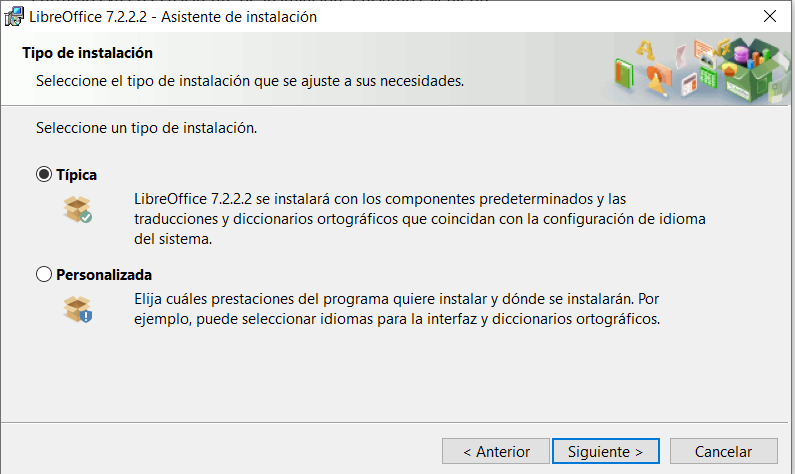 LibreOffice 7.2.2.2 - Asistente de instalación
Tipo de instalación
Seleccione el tipo de instalación que se ajuste a sus necesidades.
Seleccione un tipo de instalación.
Típica
LibreOffice 7.2.2.2 se instalará con los componentes predeterminados y las
traducciones y diccionarios ortográficos que coincidan con la configuración de idioma
del sistema.
Personalizada
Elija cuáles prestaciones del programa quiere instalar y dónde se instalarán. Por
ejemplo, puede seleccionar idiomas para la interfaz y diccionarios ortográficos.
< Anterior
Siguiente >
Cancelar